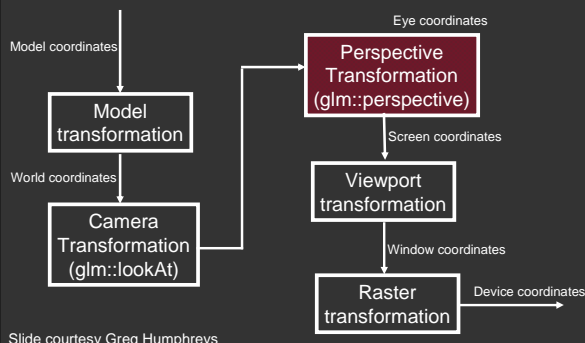 Model coordinates
Model
transformation
World coordinates
Camera
Transformation
(glm::lookAt)
Eye coordinates
Perspective
Transformation
(glm::perspective)
Screen coordinates
Viewport
transformation
Window coordinates
Raster
transformation
Device coordinates
Slide courtesy Greg Humphreys